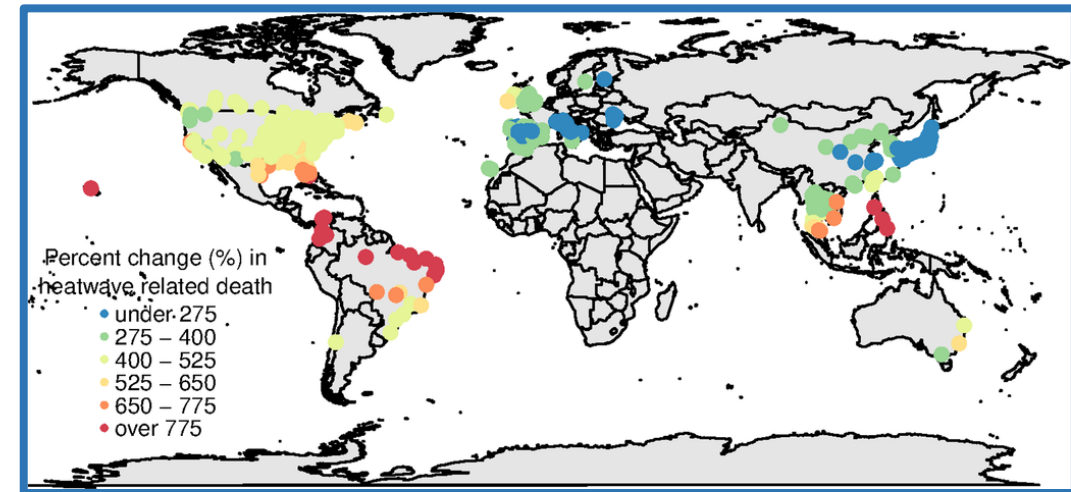 Percent change (%) in
heatwave related death
under 275
275 – 400
400 – 525
525 – 650
650 – 775
over 775